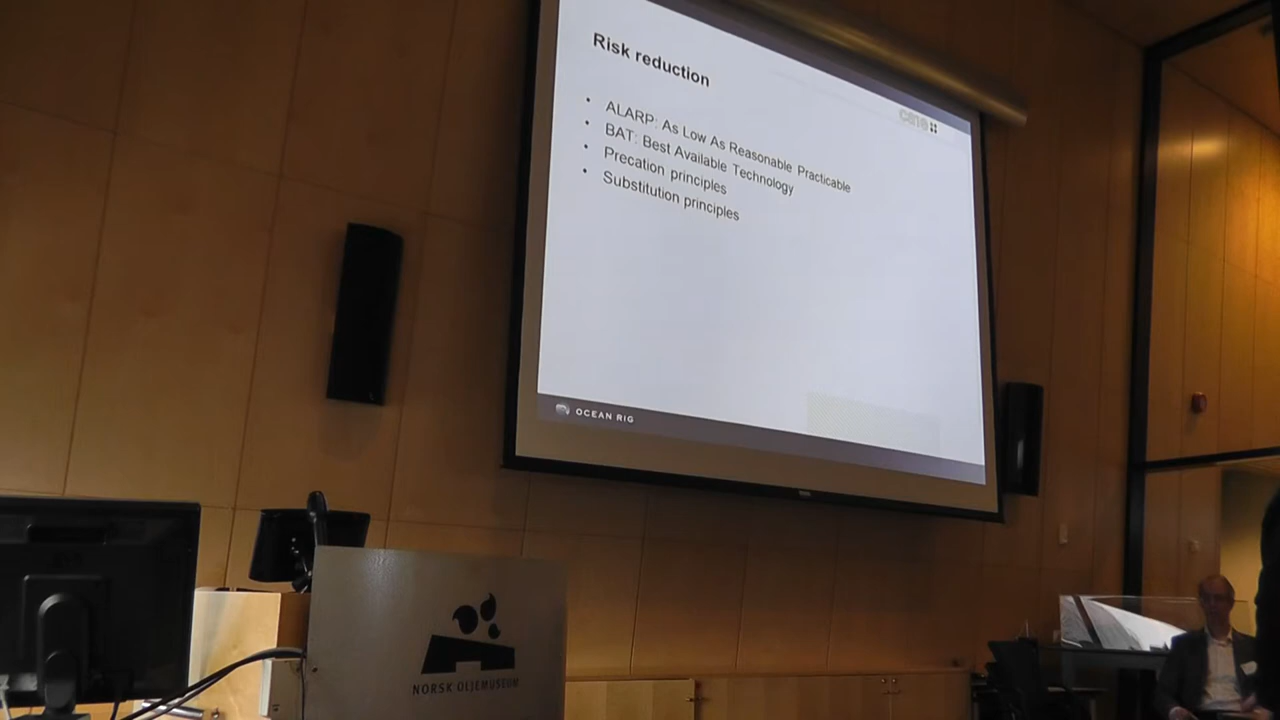 Risk reduction
• ALARP: As Low As Reasonable Practicable
• BAT: Best Available Technology
• Precation principles
• Substitution principles
OCEAN RIG
NORSK OLJEMUSEUM